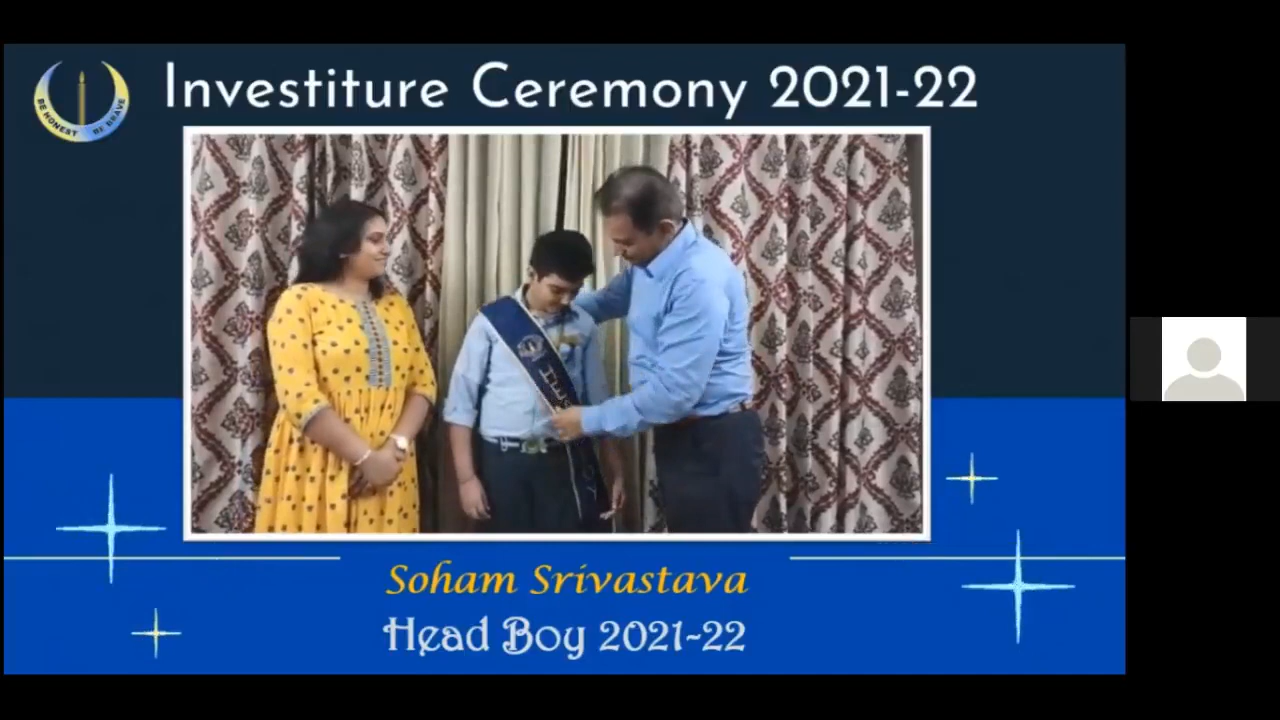 Investiture Ceremony 2021-22
BE HONEST BE BRAVE
Soham Srivastava
Head Boy 2021-22